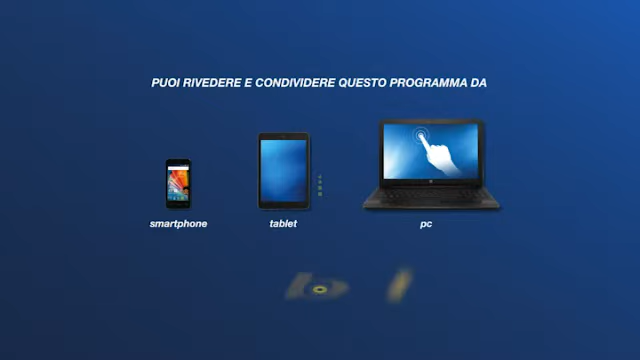 PUOI RIVEDERE E CONDIVIDERE QUESTO PROGRAMMA DA
smartphone
tablet
pc